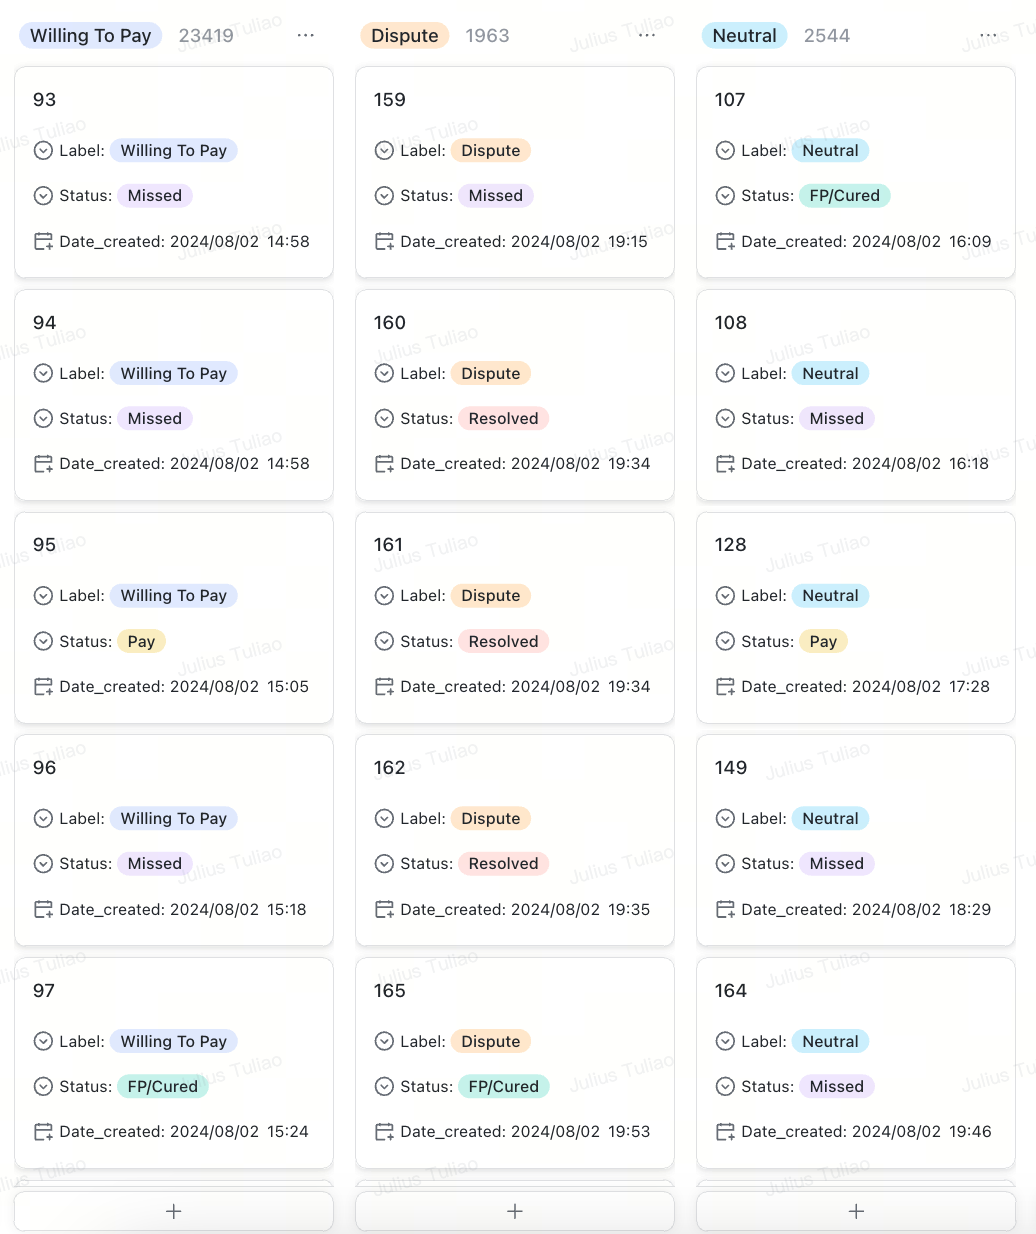 Willing To Pay 23419 ...
93
Label: Willing To Pay
Status: Missed
Date_created: 2024/08/02 14:58
94
Label: Willing To Pay
Status: Missed
Date_created: 2024/08/02 14:58
95
Label: Willing To Pay
Status: Pay
Date_created: 2024/08/02 15:05
96
Label: Willing To Pay
Status: Missed
Date_created: 2024/08/02 15:18
97
Label: Willing To Pay
Status: FP/Cured
Date_created: 2024/08/02 15:24
+
Dispute 1963 ...
159
Label: Dispute
Status: Missed
Date_created: 2024/08/02 19:15
160
Label: Dispute
Status: Resolved
Date_created: 2024/08/02 19:34
161
Label: Dispute
Status: Resolved
Date_created: 2024/08/02 19:34
162
Label: Dispute
Status: Resolved
Date_created: 2024/08/02 19:35
165
Label: Dispute
Status: FP/Cured
Date_created: 2024/08/02 19:53
+
Neutral 2544 ...
107
Label: Neutral
Status: FP/Cured
Date_created: 2024/08/02 16:09
108
Label: Neutral
Status: Missed
Date_created: 2024/08/02 16:18
128
Label: Neutral
Status: Pay
Date_created: 2024/08/02 17:28
149
Label: Neutral
Status: Missed
Date_created: 2024/08/02 18:29
164
Label: Neutral
Status: Missed
Date_created: 2024/08/02 19:46
+
Julius Tuliao